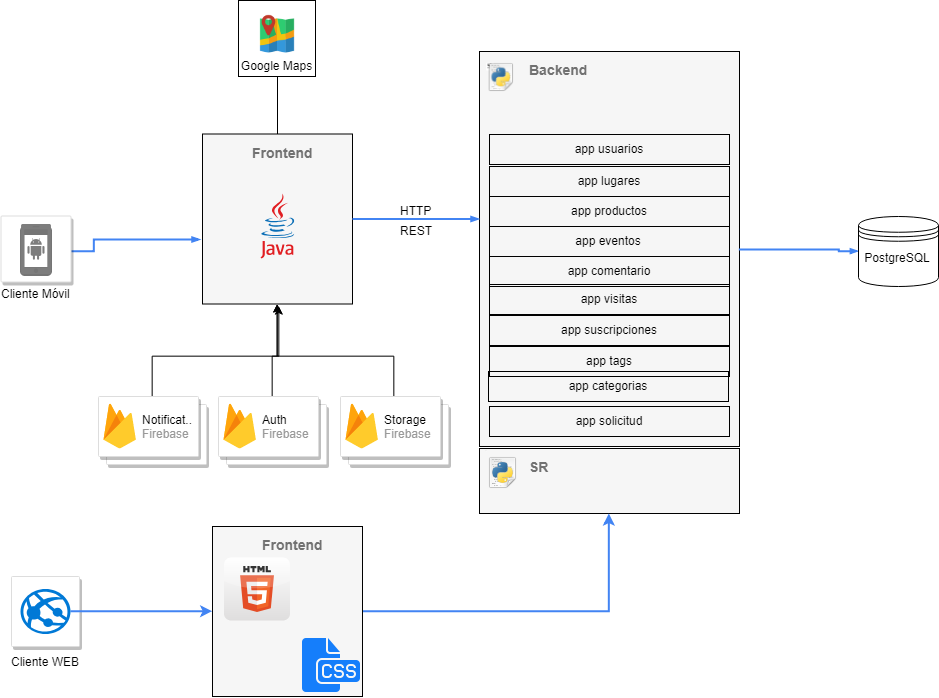 Google Maps
Frontend
Java
HTTP
REST
Cliente Móvil
Notificat..
Firebase
Auth
Firebase
Storage
Firebase
Backend
app usuarios
app lugares
app productos
app eventos
app comentario
app visitas
app suscripciones
app tags
app categorias
app solicitud
SR
PostgreSQL
Frontend
HTML
5
CSS
Cliente WEB